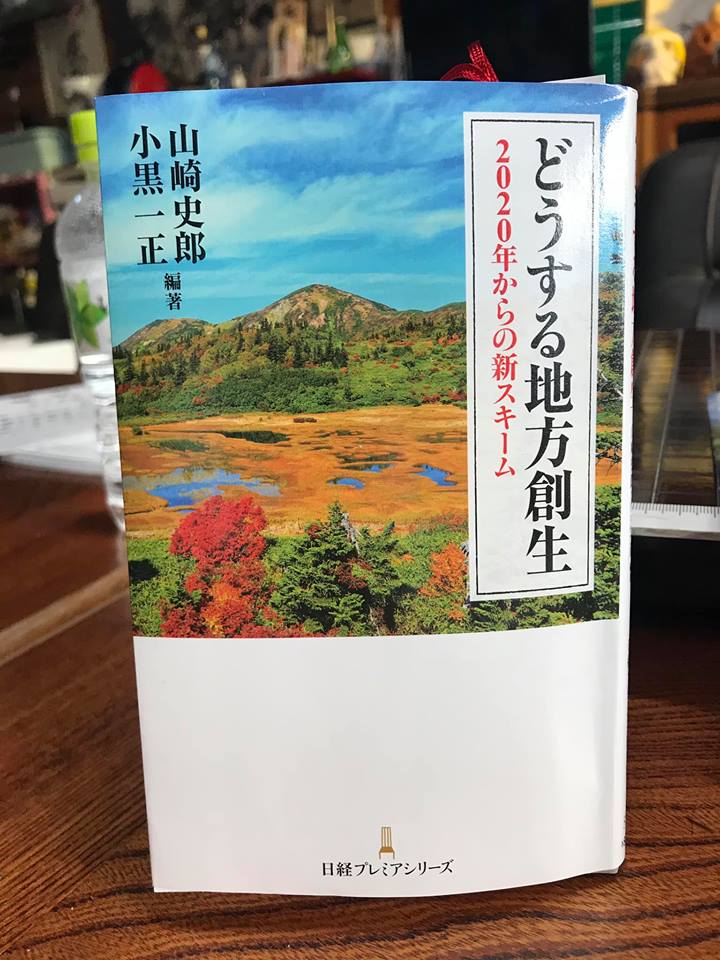 どうする地方創生
2020年からの新スキーム
山崎史郎
小黒一正
編著
日経プレミアシリーズ